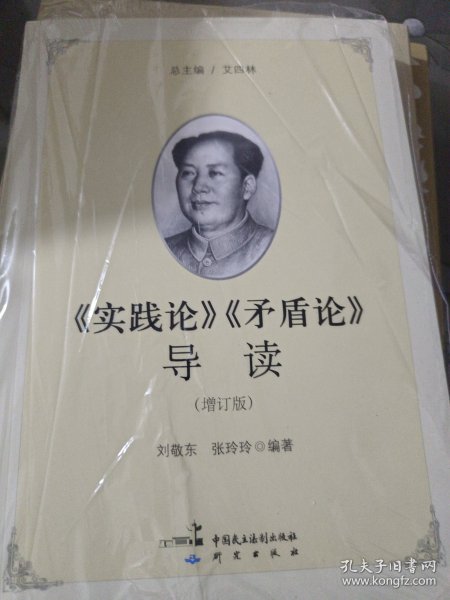 总主编 / 艾四林
《实践论》《矛盾论》
导 读
(增订版)
刘敬东 张玲玲◎编著
中国民主法制出版社
研究出版社
孔夫子旧书网
www.kongfz.com